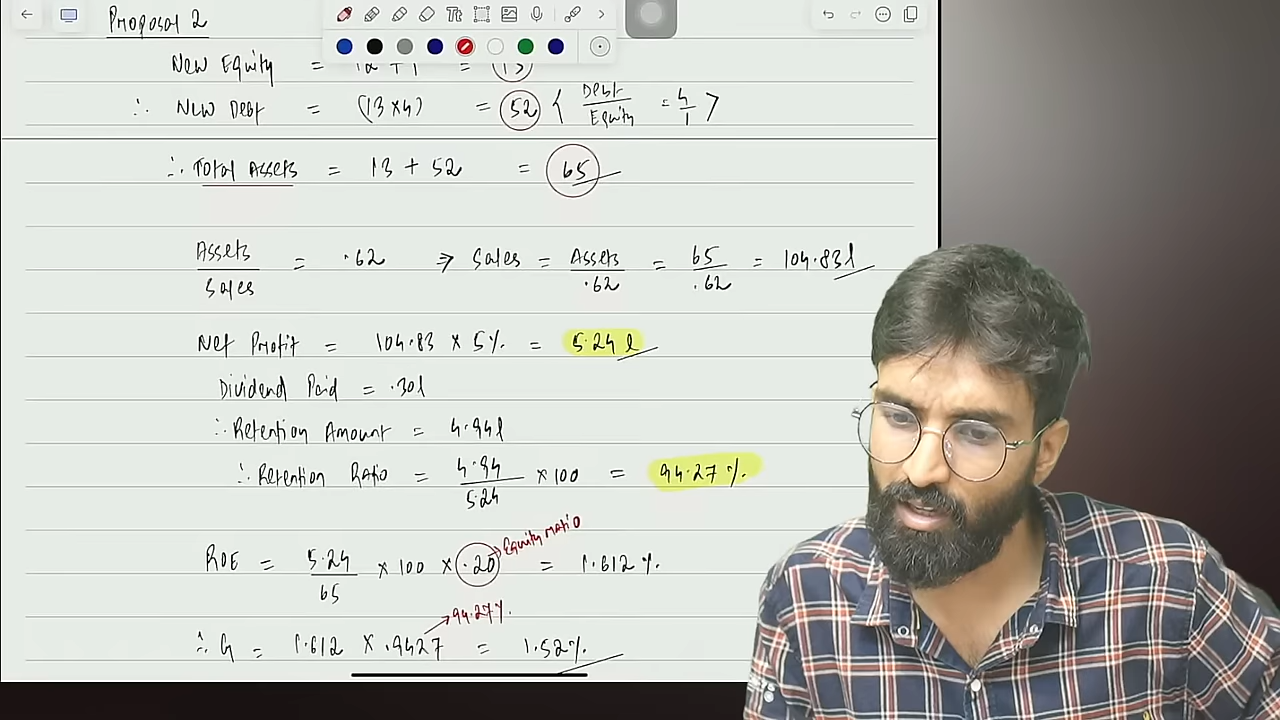 Proposal 2
New Equity = 12 + 1 = 13
∴ New Debt = (13 × 4) = 52 { Debt/Equity = 4/1 }
∴ Total Assets = 13 + 52 = 65
Assets/Sales = .62 ⇒ Sales = Assets/.62 = 65/.62 = 104.83l
Net Profit = 104.83 × 5% = 5.24 l
Dividend Paid = .30l
∴ Retention Amount = 4.94l
∴ Retention Ratio = 4.94/5.24 × 100 = 94.27 %
Equity Ratio
ROE = 5.24/65 × 100 × .20 = 1.612 %
94.27%
∴ G = 1.612 × .9427 = 1.52%